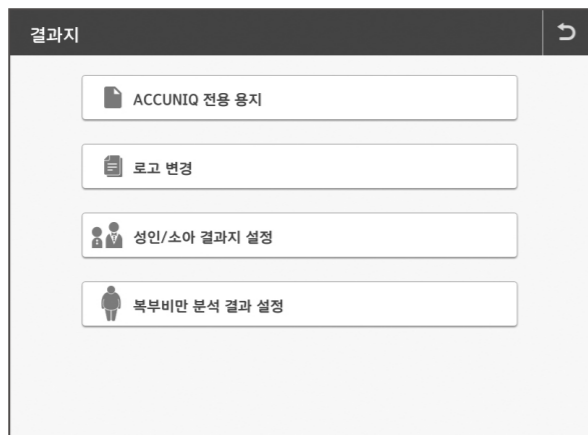 결과지
ACCUNIQ 전용 용지
로고 변경
성인/소아 결과지 설정
복부비만 분석 결과 설정